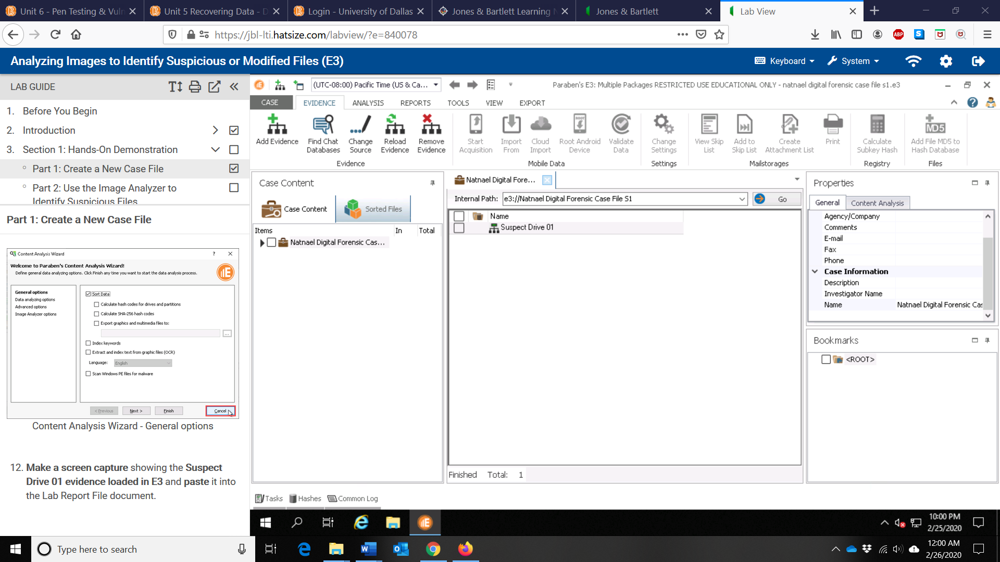 Unit 6 - Pen Testing & Vuln
Unit 5 Recovering Data - D
Login - University of Dallas
Jones & Bartlett Learning N
Jones & Bartlett
Lab View
https://jbl-lti.hatsize.com/labview/?e=840078
Analyzing Images to Identify Suspicious or Modified Files (E3)
Keyboard
System
LAB GUIDE
1. Before You Begin
2. Introduction
3. Section 1: Hands-On Demonstration
Part 1: Create a New Case File
Part 2: Use the Image Analyzer to
Identify Suspicious Files
Part 1: Create a New Case File
Content Analysis Wizard
Welcome to Paraben's Content Analysis Wizard!
Define general data analyzing options. Click Finish any time you want to start the data analysis process.
General options
Data analyzing options
Advanced options
Image Analyzer options
Sort Data
Calculate hash codes for drives and partitions
Calculate SHA-256 hash codes
Export graphics and multimedia files to:
...
Index keywords
Extract and index text from graphic files (OCR)
Language: English
Scan Windows PE files for malware
< Previous
Next >
Finish
Cancel
Content Analysis Wizard - General options
12. Make a screen capture showing the Suspect
Drive 01 evidence loaded in E3 and paste it into
the Lab Report File document.
(UTC-08:00) Pacific Time (US & Ca...
Paraben's E3: Multiple Packages RESTRICTED USE EDUCATIONAL ONLY - natnael digital forensic case file s1.e3
CASE
EVIDENCE
ANALYSIS
REPORTS
TOOLS
VIEW
EXPORT
Add Evidence
Find Chat
Databases
Change
Source
Reload
Evidence
Remove
Evidence
Evidence
Start
Acquisition
Import
From
Cloud
Import
ROOT
Root Android
Device
Validate
Data
Mobile Data
Change
Settings
Settings
View Skip
List
Add to
Skip List
Create
Attachment List
Print
Mailstorages
Calculate
Subkey Hash
Registry
MD5
Add File MD5 to
Hash Database
Files
Case Content
Case Content
Sorted Files
Items
In
Total
Natnael Digital Forensic Cas...
Natnael Digital Fore...
Internal Path: e3://Natnael Digital Forensic Case File S1
Go
Name
Suspect Drive 01
Finished
Total: 1
Properties
General
Content Analysis
Agency/Company
Comments
E-mail
Fax
Phone
Case Information
Description
Investigator Name
Name Natnael Digital Forensic Cas
Bookmarks
<ROOT>
Tasks
Hashes
Common Log
10:00 PM
2/25/2020
Type here to search
12:00 AM
2/26/2020